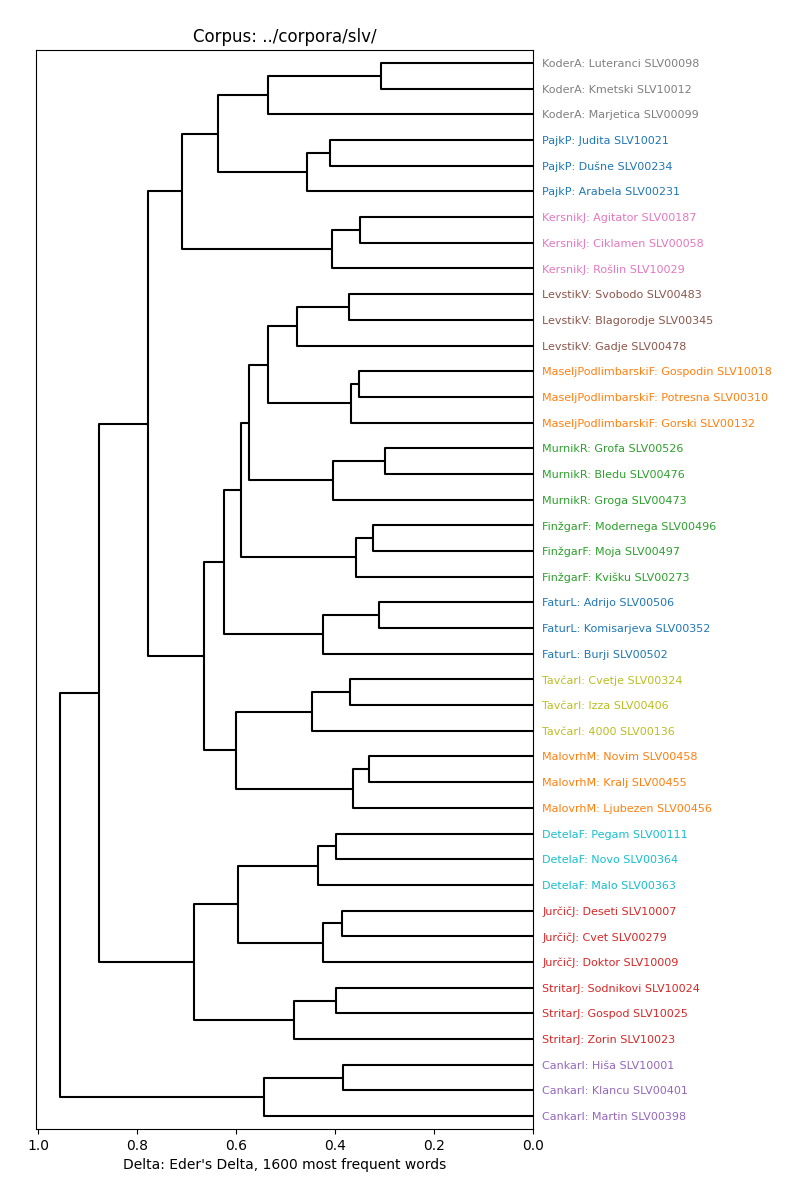 Corpus: ../corpora/slv/
KoderA: Luteranci SLV00098
KoderA: Kmetski SLV10012
KoderA: Marjetica SLV00099
PajkP: Judita SLV10021
PajkP: Dušne SLV00234
PajkP: Arabela SLV00231
KersnikJ: Agitator SLV00187
KersnikJ: Ciklamen SLV00058
KersnikJ: Rošlin SLV10029
LevstikV: Svobodo SLV00483
LevstikV: Blagorodje SLV00345
LevstikV: Gadje SLV00478
MaseljPodlimbarskiF: Gospodin SLV10018
MaseljPodlimbarskiF: Potresna SLV00310
MaseljPodlimbarskiF: Gorski SLV00132
MurnikR: Grofa SLV00526
MurnikR: Bledu SLV00476
MurnikR: Groga SLV00473
FinžgarF: Modernega SLV00496
FinžgarF: Moja SLV00497
FinžgarF: Kvišku SLV00273
FaturL: Adrijo SLV00506
FaturL: Komisarjeva SLV00352
FaturL: Burji SLV00502
TavčarI: Cvetje SLV00324
TavčarI: Izza SLV00406
TavčarI: 4000 SLV00136
MalovrhM: Novim SLV00458
MalovrhM: Kralj SLV00455
MalovrhM: Ljubezen SLV00456
DetelaF: Pegam SLV00111
DetelaF: Novo SLV00364
DetelaF: Malo SLV00363
JurčičJ: Deseti SLV10007
JurčičJ: Cvet SLV00279
JurčičJ: Doktor SLV10009
StritarJ: Sodnikovi SLV10024
StritarJ: Gospod SLV10025
StritarJ: Zorin SLV10023
CankarI: Hiša SLV10001
CankarI: Klancu SLV00401
CankarI: Martin SLV00398
1.0 0.8 0.6 0.4 0.2 0.0
Delta: Eder's Delta, 1600 most frequent words